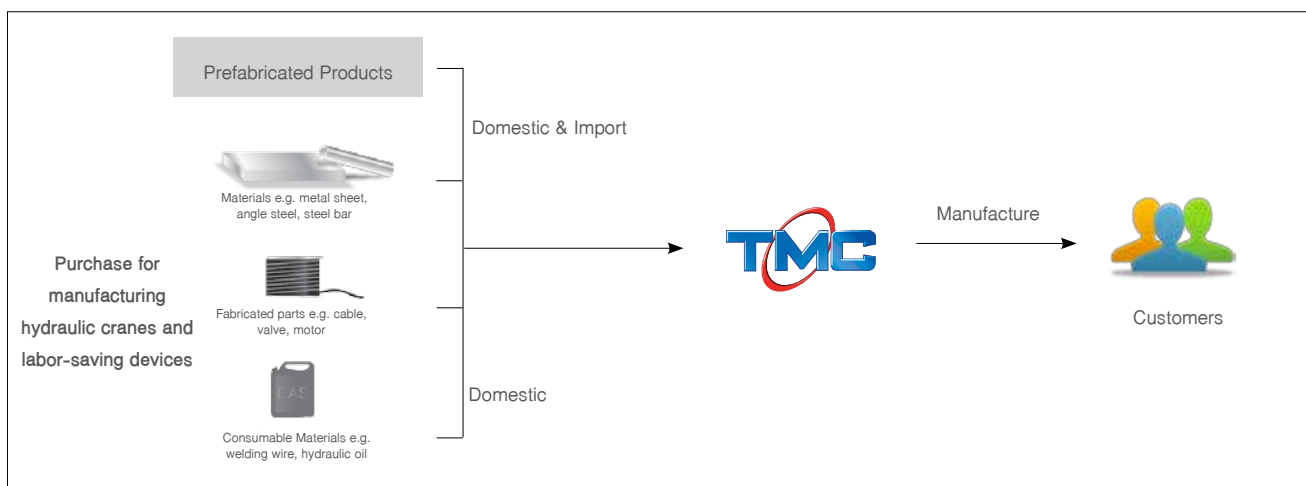 Prefabricated Products
Domestic & Import
Materials e.g. metal sheet,
angle steel, steel bar
Purchase for
manufacturing
hydraulic cranes and
labor-saving devices
Fabricated parts e.g. cable,
valve, motor
GAS
Domestic
Consumable Materials e.g.
welding wire, hydraulic oil
TMC
Manufacture
Customers